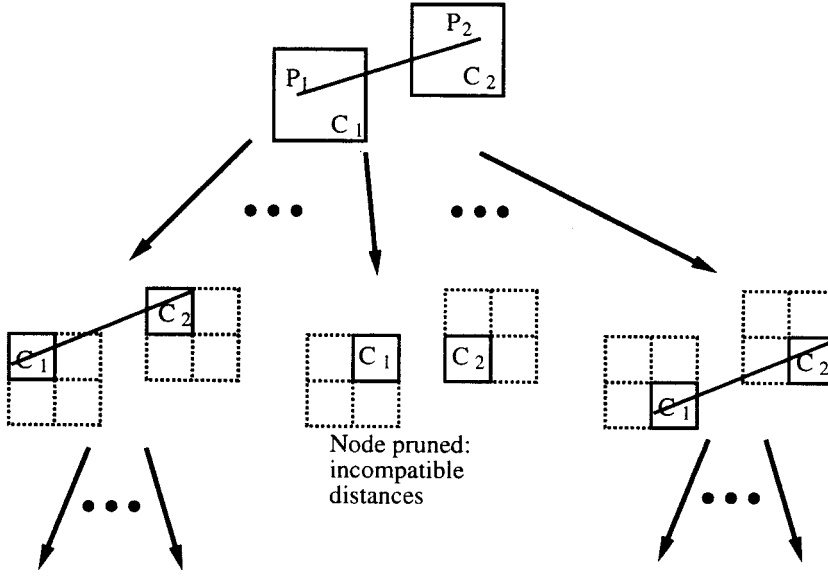 P2
P1
C2
C1
C2
C1
C1
C2
C2
C1
Node pruned:
incompatible
distances